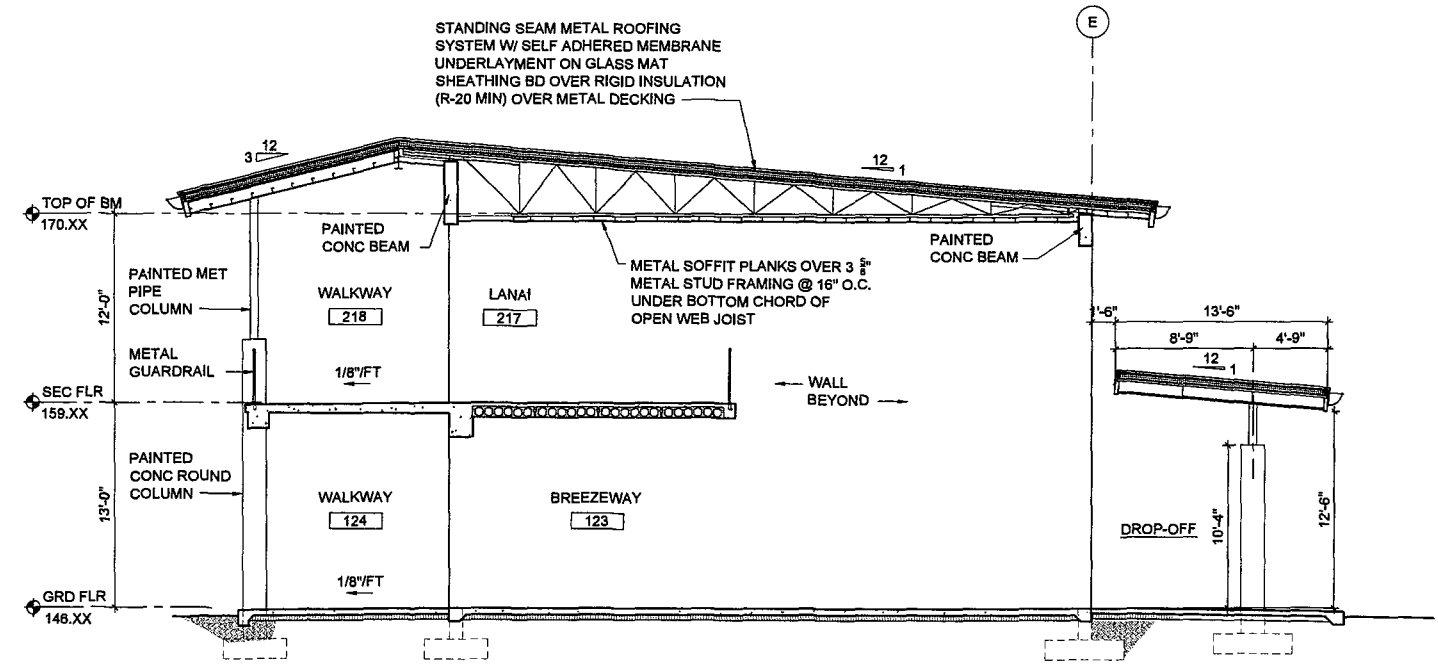 E
STANDING SEAM METAL ROOFING
SYSTEM W/ SELF ADHERED MEMBRANE
UNDERLAYMENT ON GLASS MAT
SHEATHING BD OVER RIGID INSULATION
(R-20 MIN) OVER METAL DECKING
12
3
12
1
TOP OF BM
170.XX
PAINTED
CONC BEAM
PAINTED
CONC BEAM
METAL SOFFIT PLANKS OVER 3 5/8"
METAL STUD FRAMING @ 16" O.C.
UNDER BOTTOM CHORD OF
OPEN WEB JOIST
PAINTED MET
PIPE
COLUMN
12'-0"
WALKWAY
218
LANAI
217
METAL
GUARDRAIL
1/8"/FT
WALL
BEYOND
'-6"
13'-6"
8'-9"
4'-9"
12
1
SEC FLR
159.XX
PAINTED
CONC ROUND
COLUMN
13'-0"
WALKWAY
124
BREEZEWAY
123
DROP-OFF
10'-4"
12'-6"
1/8"/FT
GRD FLR
146.XX